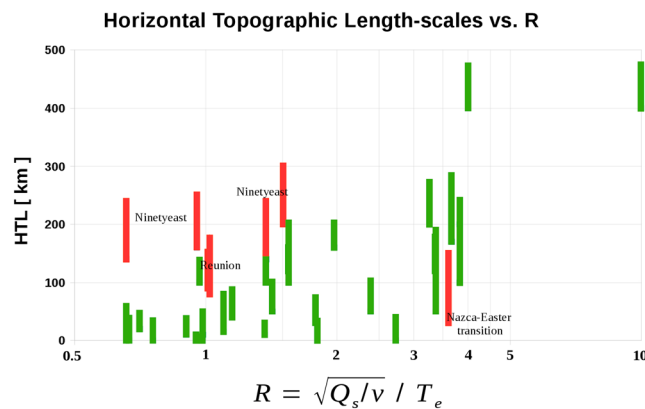 Horizontal Topographic Length-scales vs. R
500
400
300
200
100
0
HTL [ km ]
Ninetyeast
Ninetyeast
Reunion
Nazca-Easter
transition
0.5 1 2 3 4 5 10
R = √Qs/v / Te